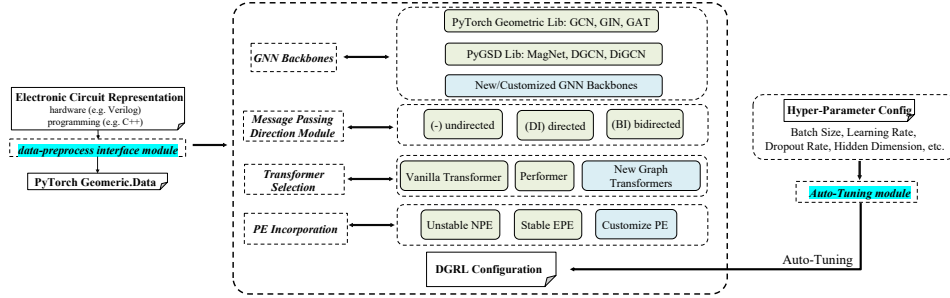 Electronic Circuit Representation
hardware (e.g. Verilog)
programming (e.g. C++)
data-preprocess interface module
PyTorch Geomeric.Data
GNN Backbones
PyTorch Geometric Lib: GCN, GIN, GAT
PyGSD Lib: MagNet, DGCN, DiGCN
New/Customized GNN Backbones
Message Passing
Direction Module
(-) undirected
(DI) directed
(BI) bidirected
Transformer
Selection
Vanilla Transformer
Performer
New Graph
Transformers
PE Incorporation
Unstable NPE
Stable EPE
Customize PE
DGRL Configuration
Hyper-Parameter Config
Batch Size, Learning Rate,
Dropout Rate, Hidden Dimension, etc.
Auto-Tuning module
Auto-Tuning